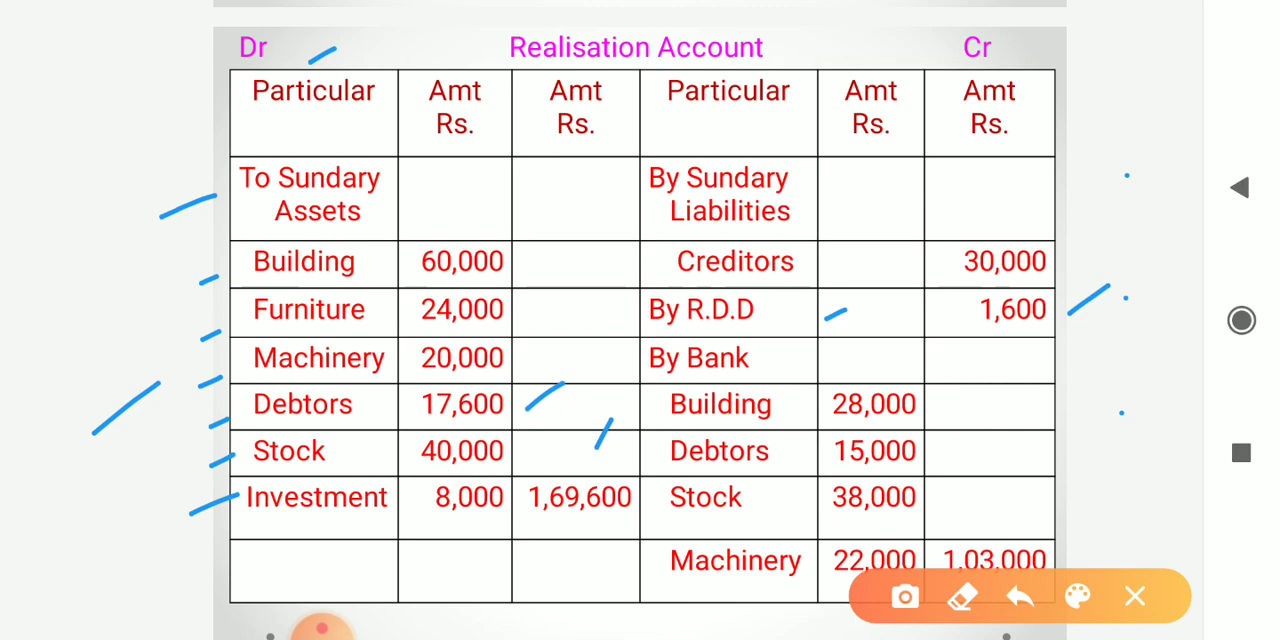 Dr Realisation Account Cr
Particular Amt Rs. Amt Rs. Particular Amt Rs. Amt Rs.
To Sundary Assets By Sundary Liabilities
Building 60,000 Creditors 30,000
Furniture 24,000 By R.D.D 1,600
Machinery 20,000 By Bank
Debtors 17,600 Building 28,000
Stock 40,000 Debtors 15,000
Investment 8,000 1,69,600 Stock 38,000
Machinery 22,000 1,03,000